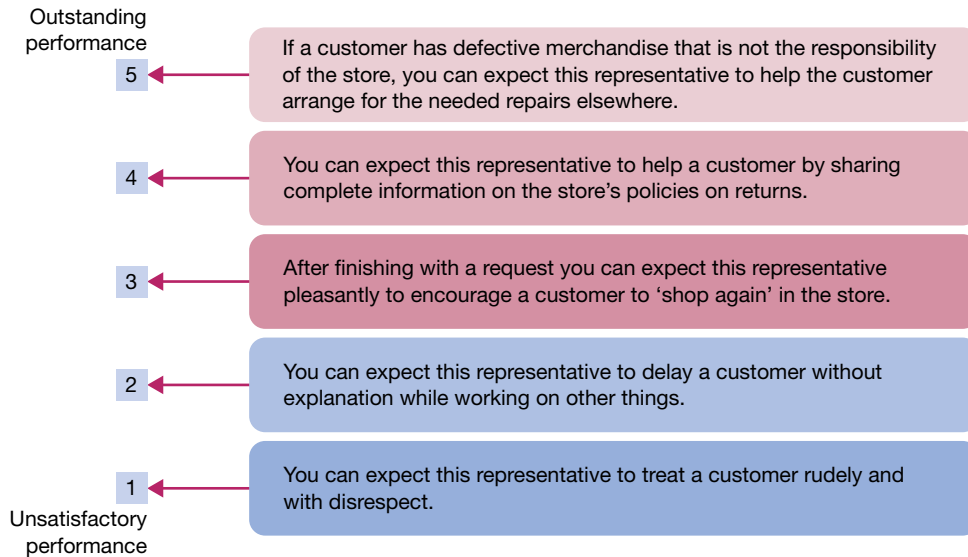 Outstanding
performance
5
If a customer has defective merchandise that is not the responsibility
of the store, you can expect this representative to help the customer
arrange for the needed repairs elsewhere.
4
You can expect this representative to help a customer by sharing
complete information on the store’s policies on returns.
3
After finishing with a request you can expect this representative
pleasantly to encourage a customer to ‘shop again’ in the store.
2
You can expect this representative to delay a customer without
explanation while working on other things.
1
You can expect this representative to treat a customer rudely and
with disrespect.
Unsatisfactory
performance